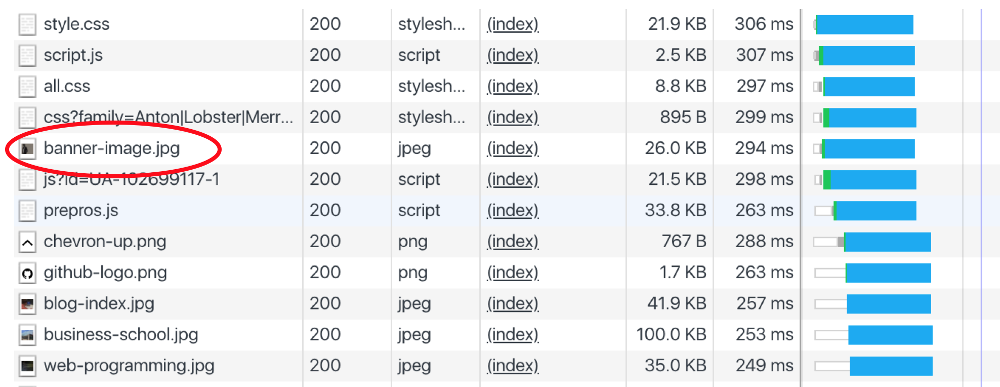 style.css 200 stylesh... (index) 21.9 KB 306 ms
script.js 200 script (index) 2.5 KB 307 ms
all.css 200 stylesh... (index) 8.8 KB 297 ms
css?family=Anton|Lobster|Merr... 200 stylesh... (index) 895 B 299 ms
banner-image.jpg 200 jpeg (index) 26.0 KB 294 ms
js?id=UA-102699117-1 200 script (index) 21.5 KB 298 ms
prepros.js 200 script (index) 33.8 KB 263 ms
chevron-up.png 200 png (index) 767 B 288 ms
github-logo.png 200 png (index) 1.7 KB 263 ms
blog-index.jpg 200 jpeg (index) 41.9 KB 257 ms
business-school.jpg 200 jpeg (index) 100.0 KB 253 ms
web-programming.jpg 200 jpeg (index) 35.0 KB 249 ms